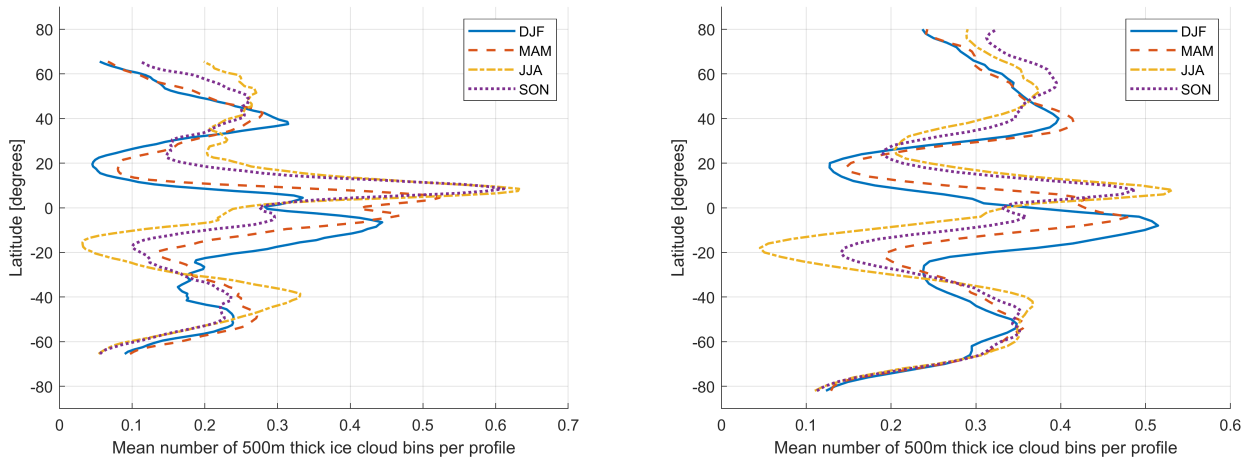 80
60
40
20
0
-20
-40
-60
-80
Latitude [degrees]
0 0.1 0.2 0.3 0.4 0.5 0.6 0.7
Mean number of 500m thick ice cloud bins per profile
DJF
MAM
JJA
SON
80
60
40
20
0
-20
-40
-60
-80
Latitude [degrees]
0 0.1 0.2 0.3 0.4 0.5 0.6
Mean number of 500m thick ice cloud bins per profile
DJF
MAM
JJA
SON